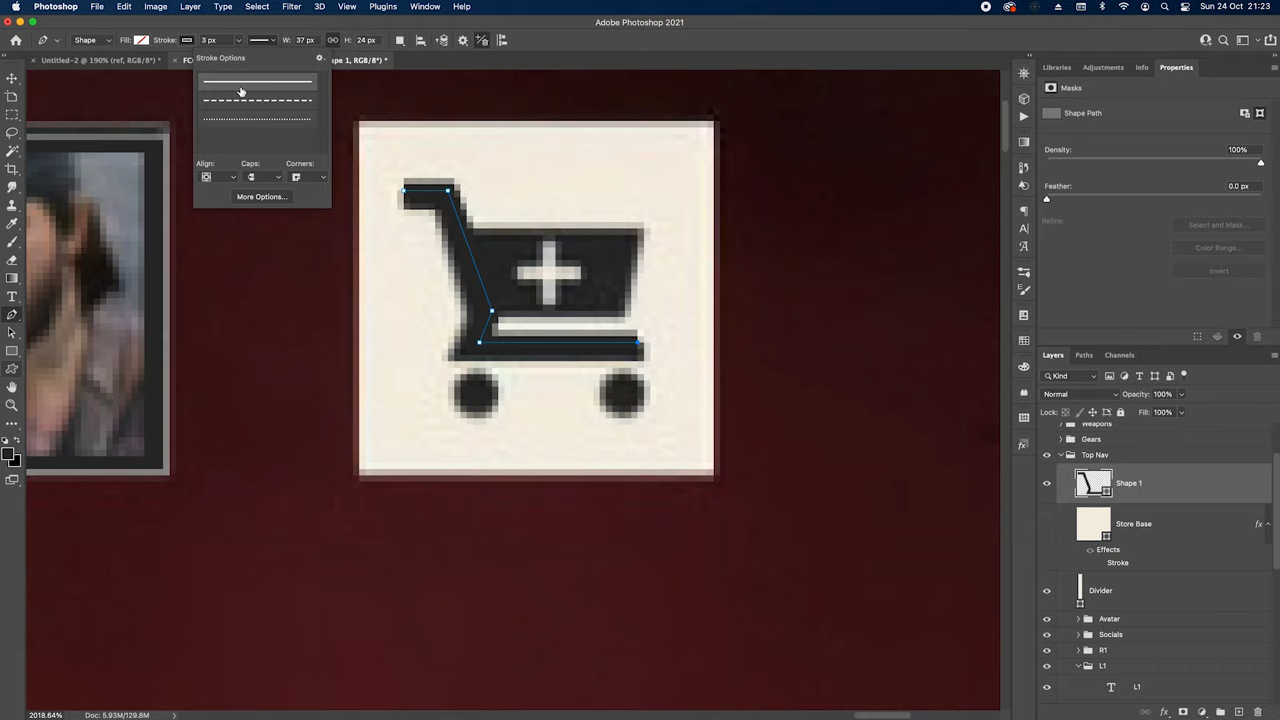 Photoshop File Edit Image Layer Type Select Filter 3D View Plugins Window Help Sun 24 Oct 21:23
Adobe Photoshop 2021
Shape Fill: Stroke: 3 px W: 37 px H: 24 px
Untitled-2 @ 190% (ref, RGB/8*) * FC ape 1, RGB/8*) *
Stroke Options
Align: Caps: Corners:
More Options...
Libraries Adjustments Info Properties
Masks
Shape Path
Density: 100%
Feather: 0.0 px
Refine: Select and Mask...
Color Range...
Invert
Layers Paths Channels
Kind
Normal Opacity: 100%
Lock: Fill: 100%
Weapons
Gears
Top Nav
Shape 1
Store Base fx
Effects
Stroke
Divider
Avatar
Socials
R1
L1
T L1
2018.64% Doc: 5.93M/129.8M